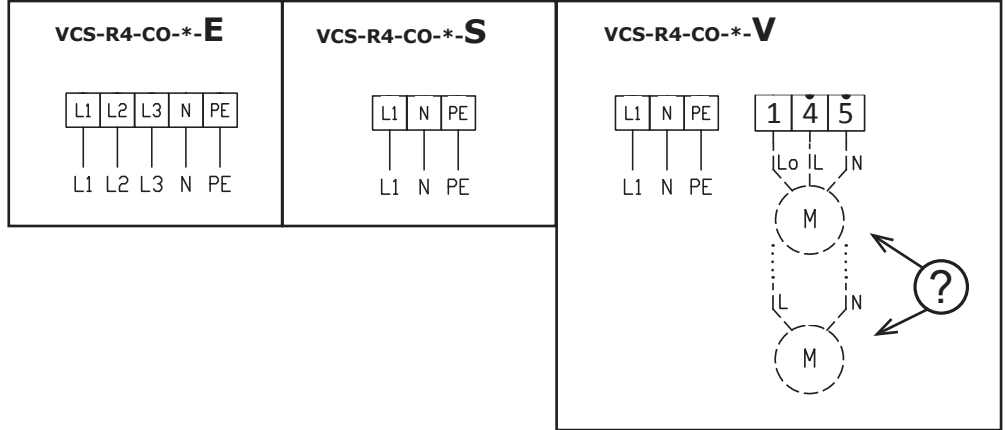 VCS-R4-CO-*-E
L1 L2 L3 N PE
L1 L2 L3 N PE
VCS-R4-CO-*-S
L1 N PE
L1 N PE
VCS-R4-CO-*-V
L1 N PE
L1 N PE
1 4 5
Lo L N
M
?
L N
M